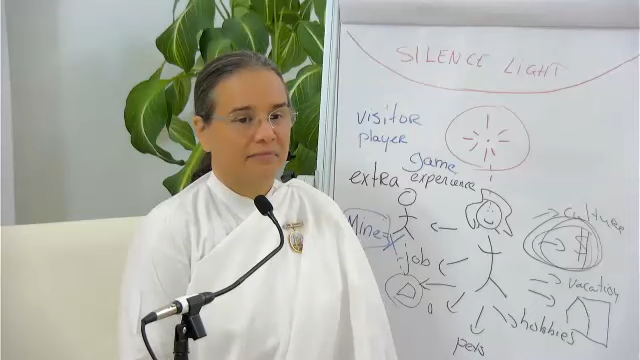 SILENCE LIGHT
visitor
player
game
extra experience
culture
Mine=
job
vacation
hobbies
pets